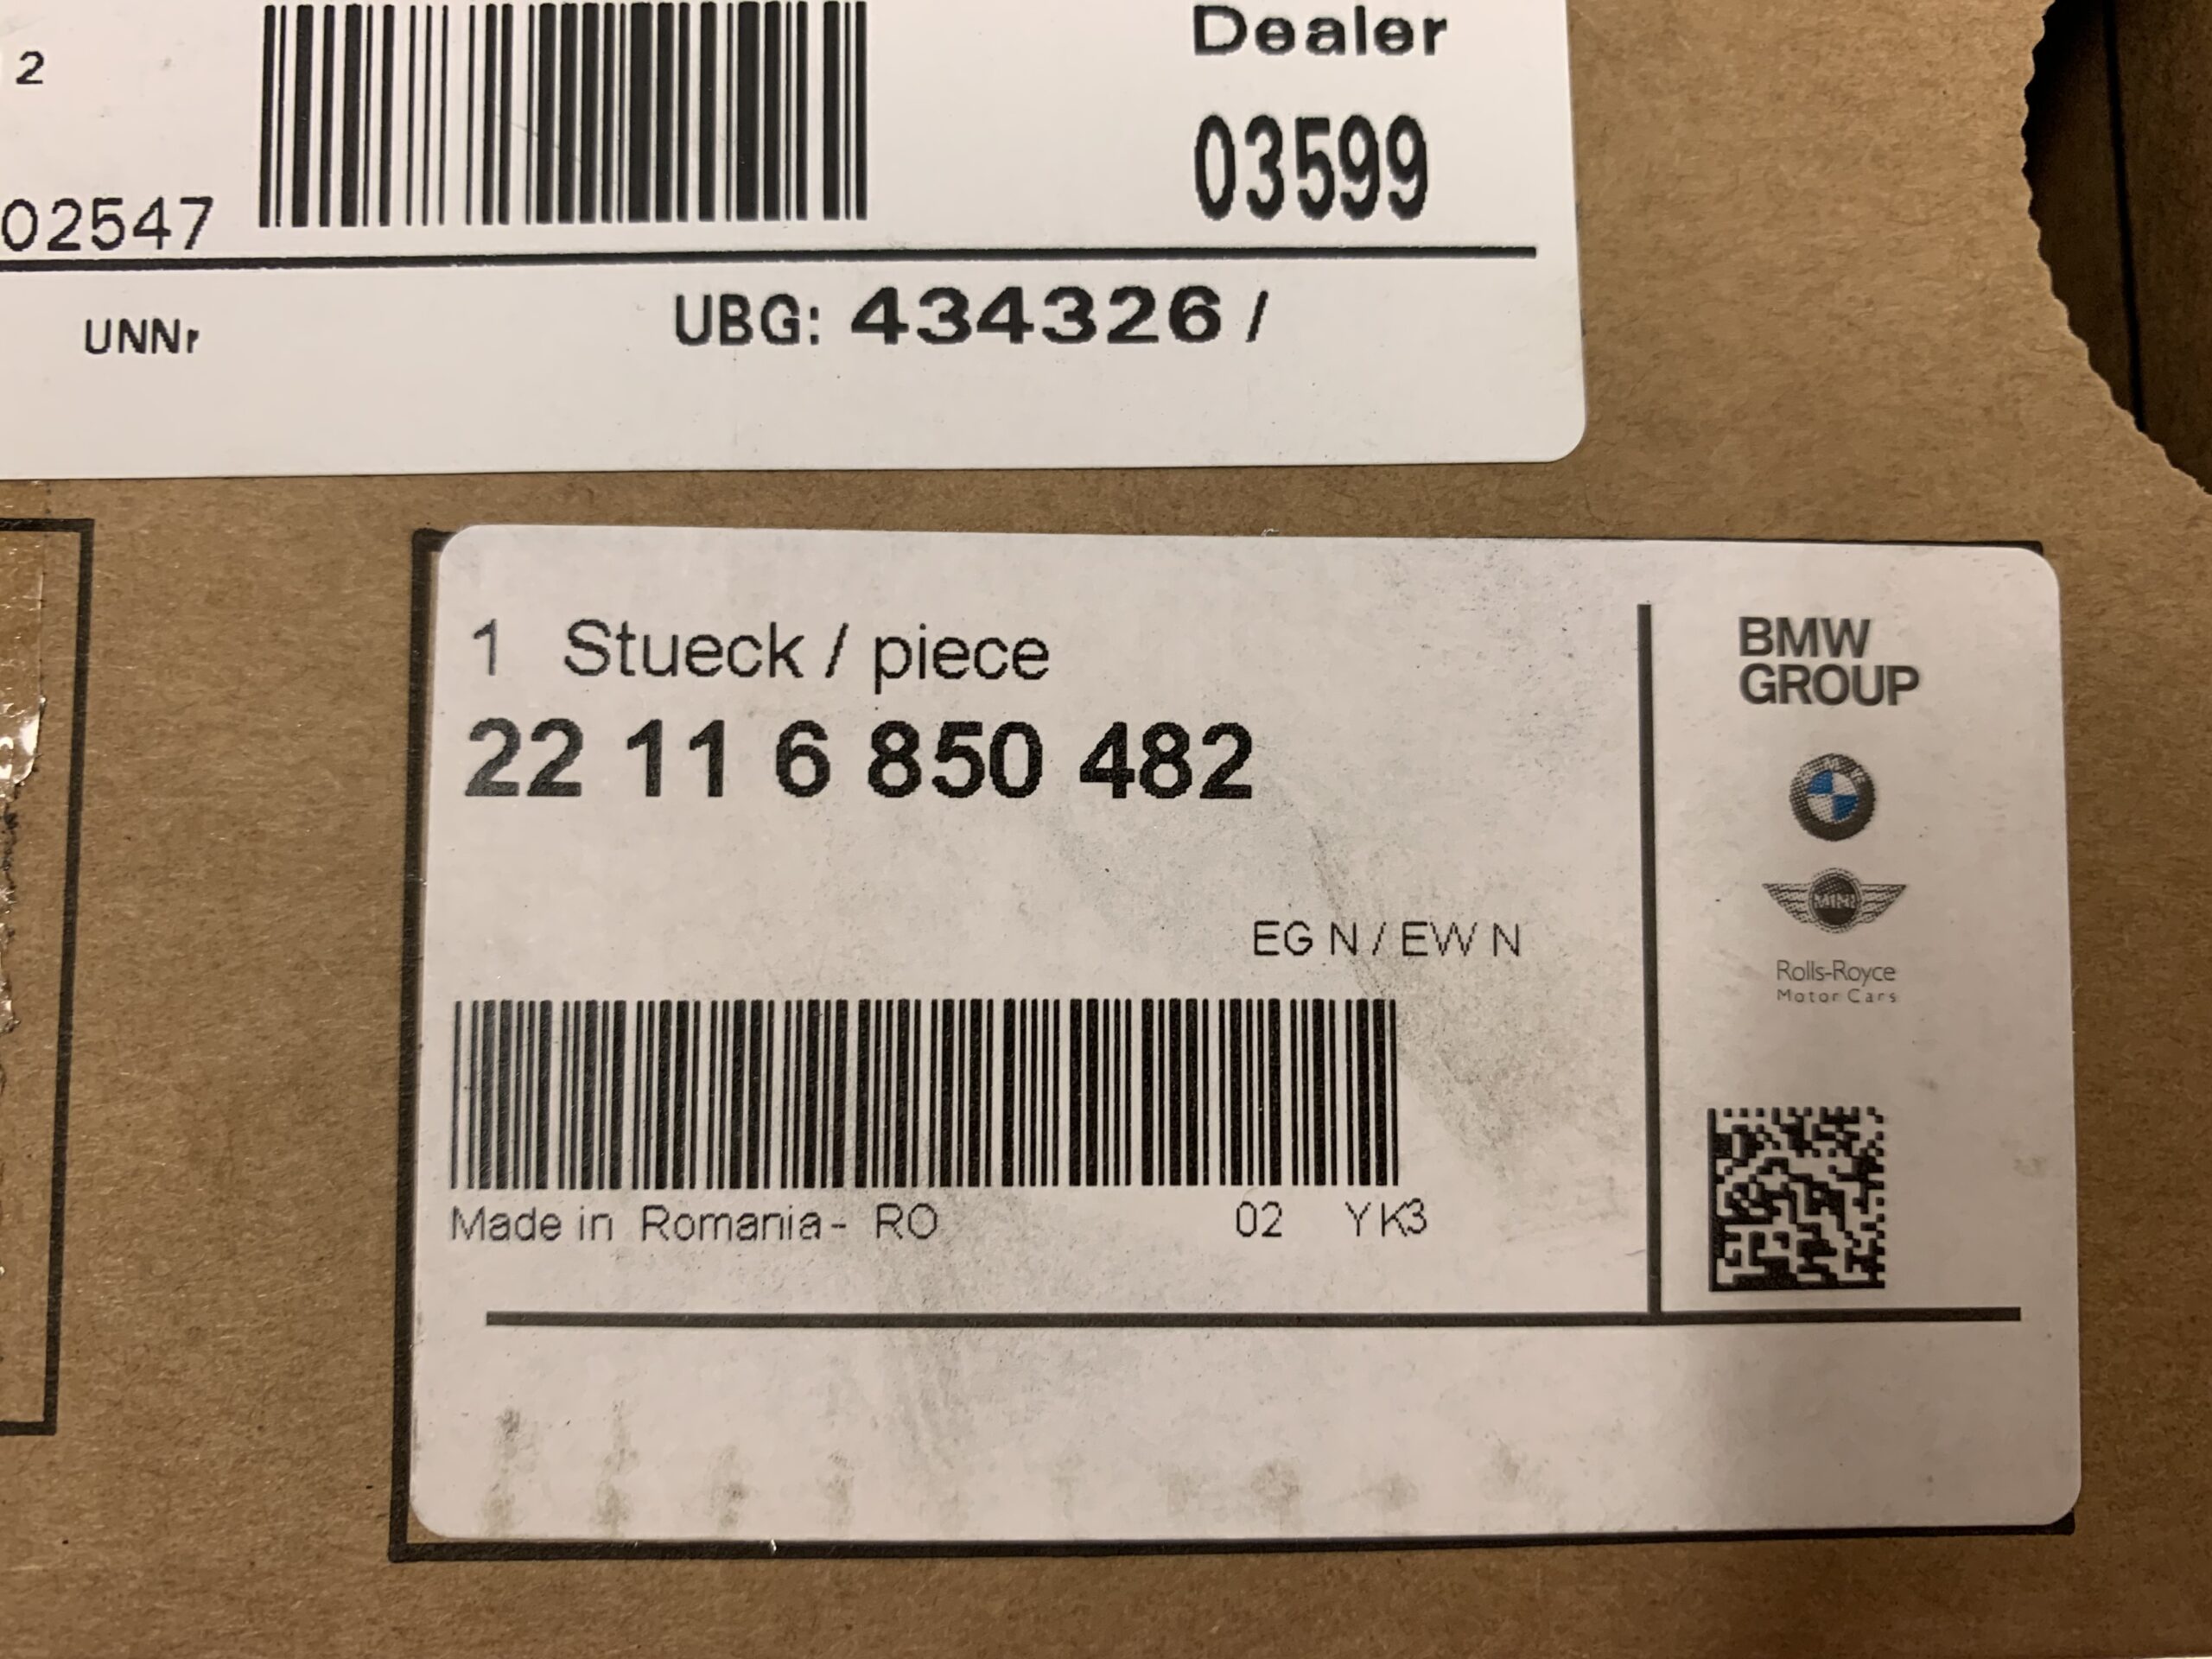 Dealer
2
03599
02547
UNNr
UBG: 434326 /
1 Stueck / piece
22 11 6 850 482
EG N / EW N
Made in Romania - RO 02 YK3
BMW
GROUP
BMW
MINI
Rolls-Royce
Motor Cars